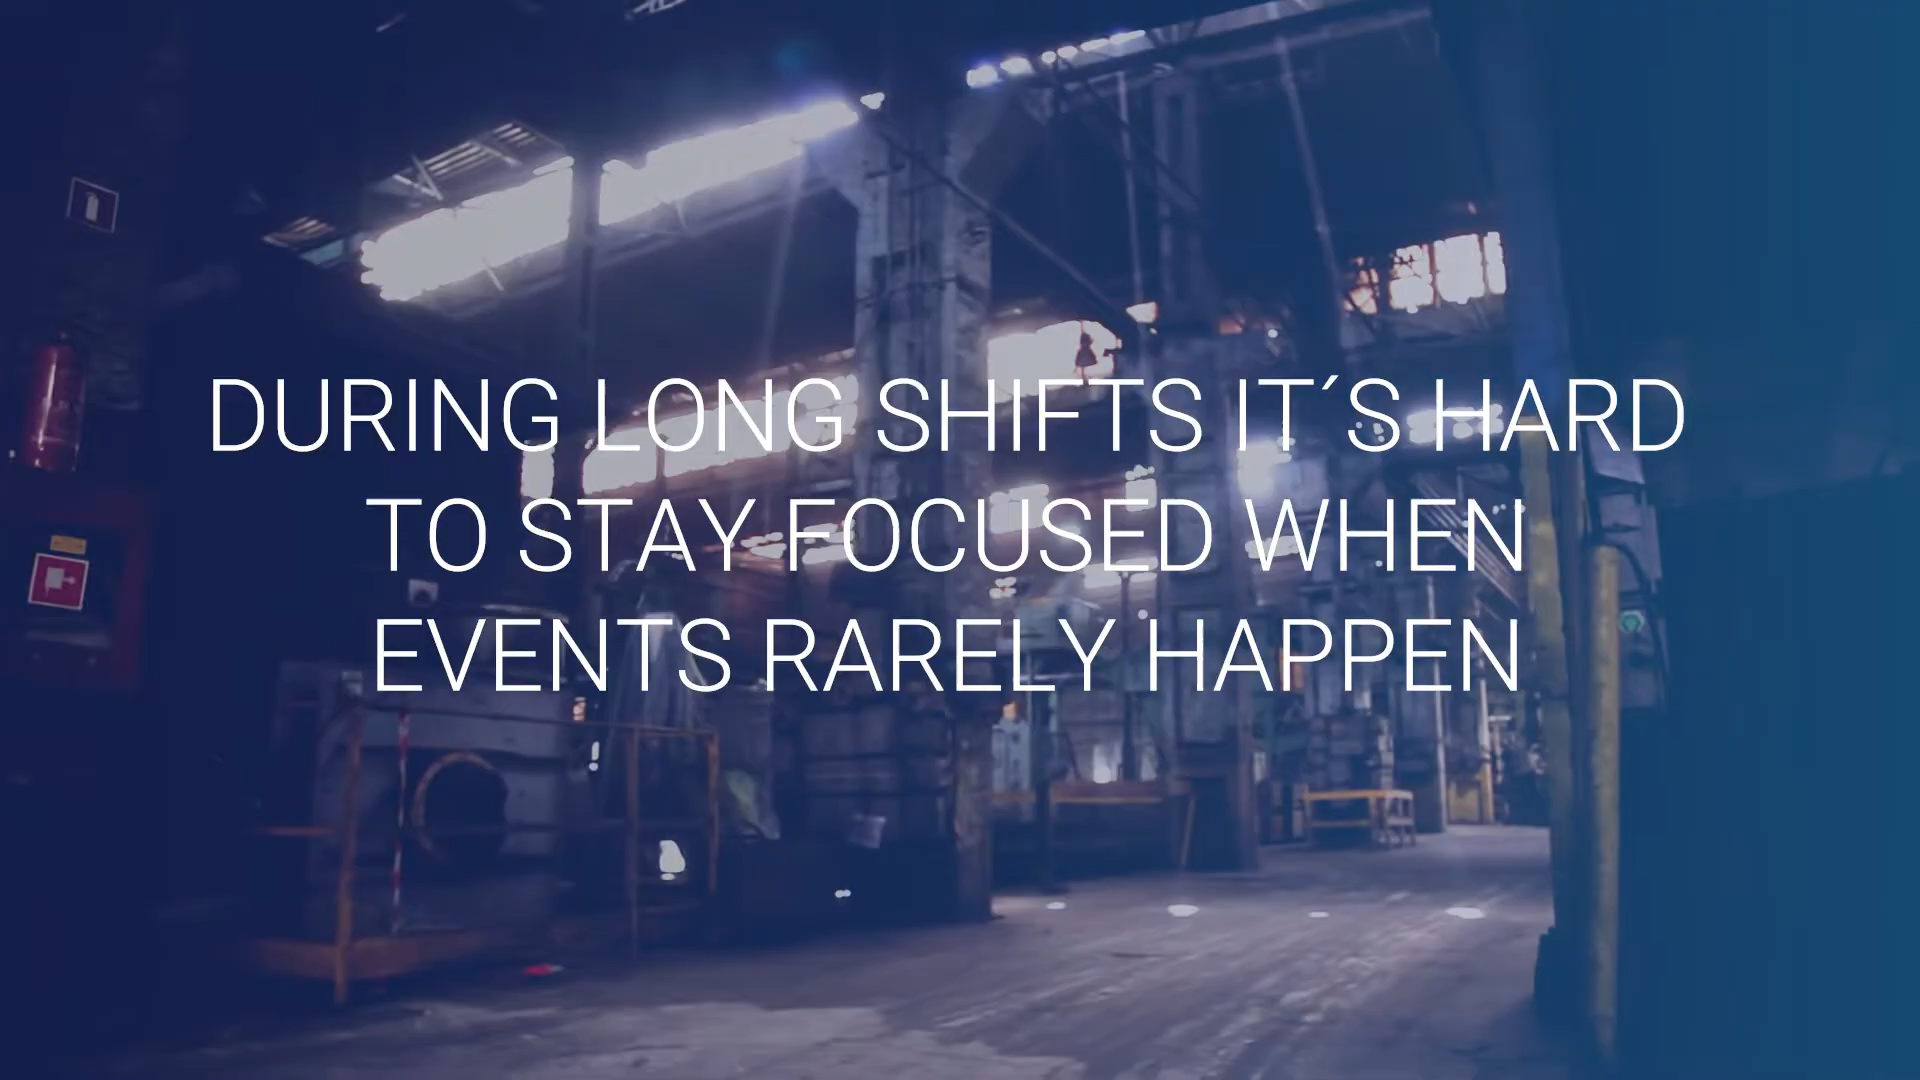 DURING LONG SHIFTS IT´S HARD
TO STAY FOCUSED WHEN
EVENTS RARELY HAPPEN